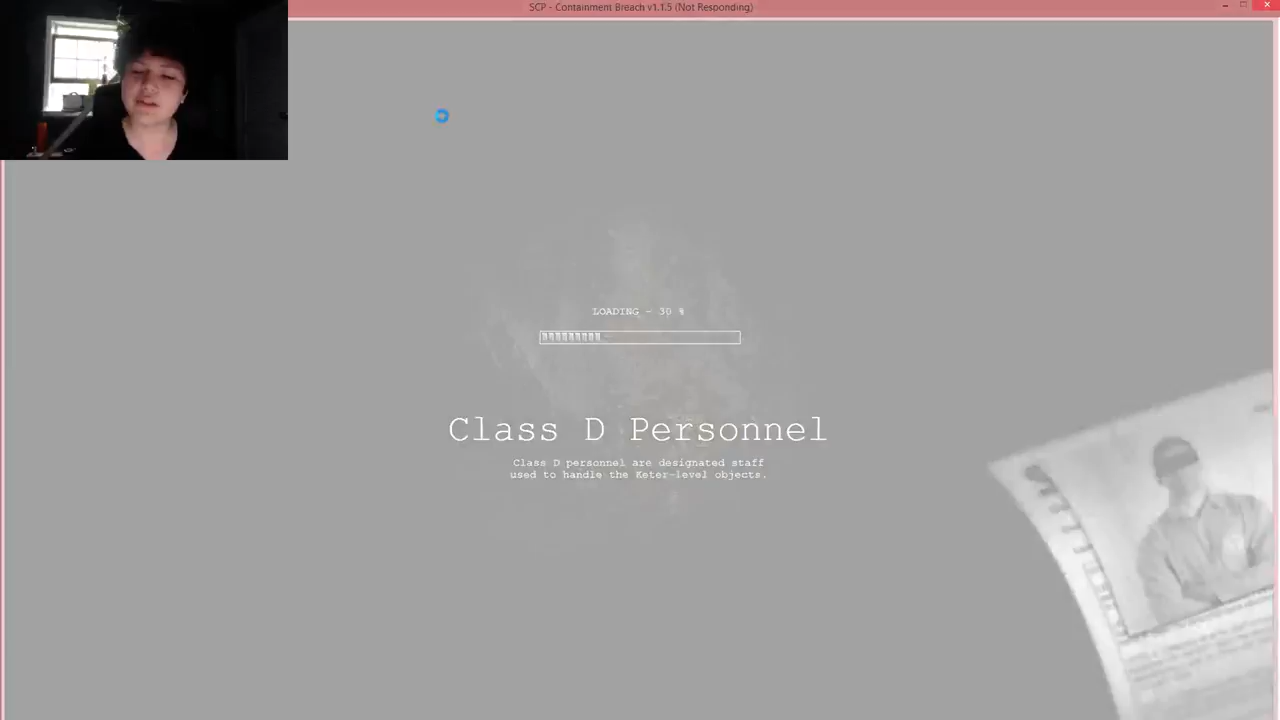 SCP - Containment Breach v1.1.5 (Not Responding)
LOADING - 30 %
Class D Personnel
Class D personnel are designated staff
used to handle the Keter-level objects.